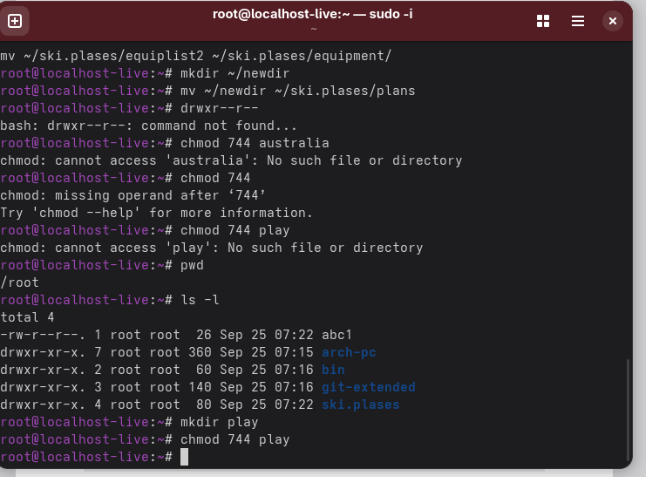 root@localhost-live:~ — sudo -i
~
mv ~/ski.plases/equiplist2 ~/ski.plases/equipment/
root@localhost-live:~# mkdir ~/newdir
root@localhost-live:~# mv ~/newdir ~/ski.plases/plans
root@localhost-live:~# drwxr--r--
bash: drwxr--r--: command not found...
root@localhost-live:~# chmod 744 australia
chmod: cannot access 'australia': No such file or directory
root@localhost-live:~# chmod 744
chmod: missing operand after ‘744’
Try 'chmod --help' for more information.
root@localhost-live:~# chmod 744 play
chmod: cannot access 'play': No such file or directory
root@localhost-live:~# pwd
/root
root@localhost-live:~# ls -l
total 4
-rw-r--r--. 1 root root  26 Sep 25 07:22 abc1
drwxr-xr-x. 7 root root 360 Sep 25 07:15 arch-pc
drwxr-xr-x. 2 root root  60 Sep 25 07:16 bin
drwxr-xr-x. 3 root root 140 Sep 25 07:16 git-extended
drwxr-xr-x. 4 root root  80 Sep 25 07:22 ski.plases
root@localhost-live:~# mkdir play
root@localhost-live:~# chmod 744 play
root@localhost-live:~#